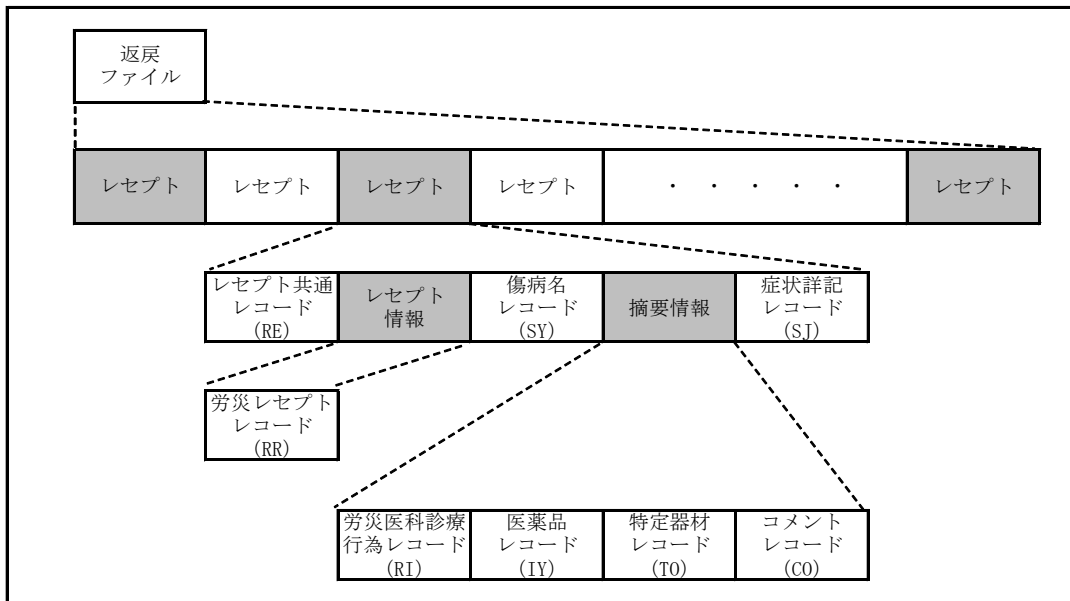 返戻
ファイル
レセプト
レセプト
レセプト
レセプト
・ ・ ・ ・ ・
レセプト
レセプト共通
レコード
(RE)
レセプト
情報
傷病名
レコード
(SY)
摘要情報
症状詳記
レコード
(SJ)
労災レセプト
レコード
(RR)
労災医科診療
行為レコード
(RI)
医薬品
レコード
(IY)
特定器材
レコード
(TO)
コメント
レコード
(CO)